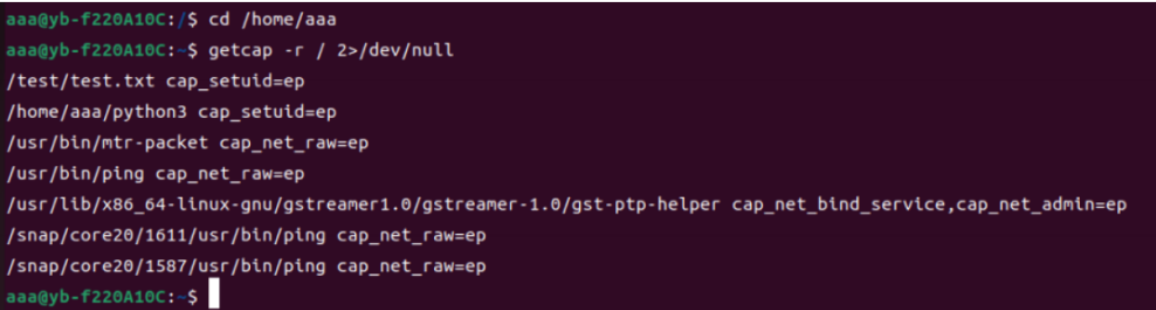 aaa@yb-f220A10C:/$ cd /home/aaa
aaa@yb-f220A10C:~$ getcap -r / 2>/dev/null
/test/test.txt cap_setuid=ep
/home/aaa/python3 cap_setuid=ep
/usr/bin/mtr-packet cap_net_raw=ep
/usr/bin/ping cap_net_raw=ep
/usr/lib/x86_64-linux-gnu/gstreamer1.0/gstreamer-1.0/gst-ptp-helper cap_net_bind_service,cap_net_admin=ep
/snap/core20/1611/usr/bin/ping cap_net_raw=ep
/snap/core20/1587/usr/bin/ping cap_net_raw=ep
aaa@yb-f220A10C:~$